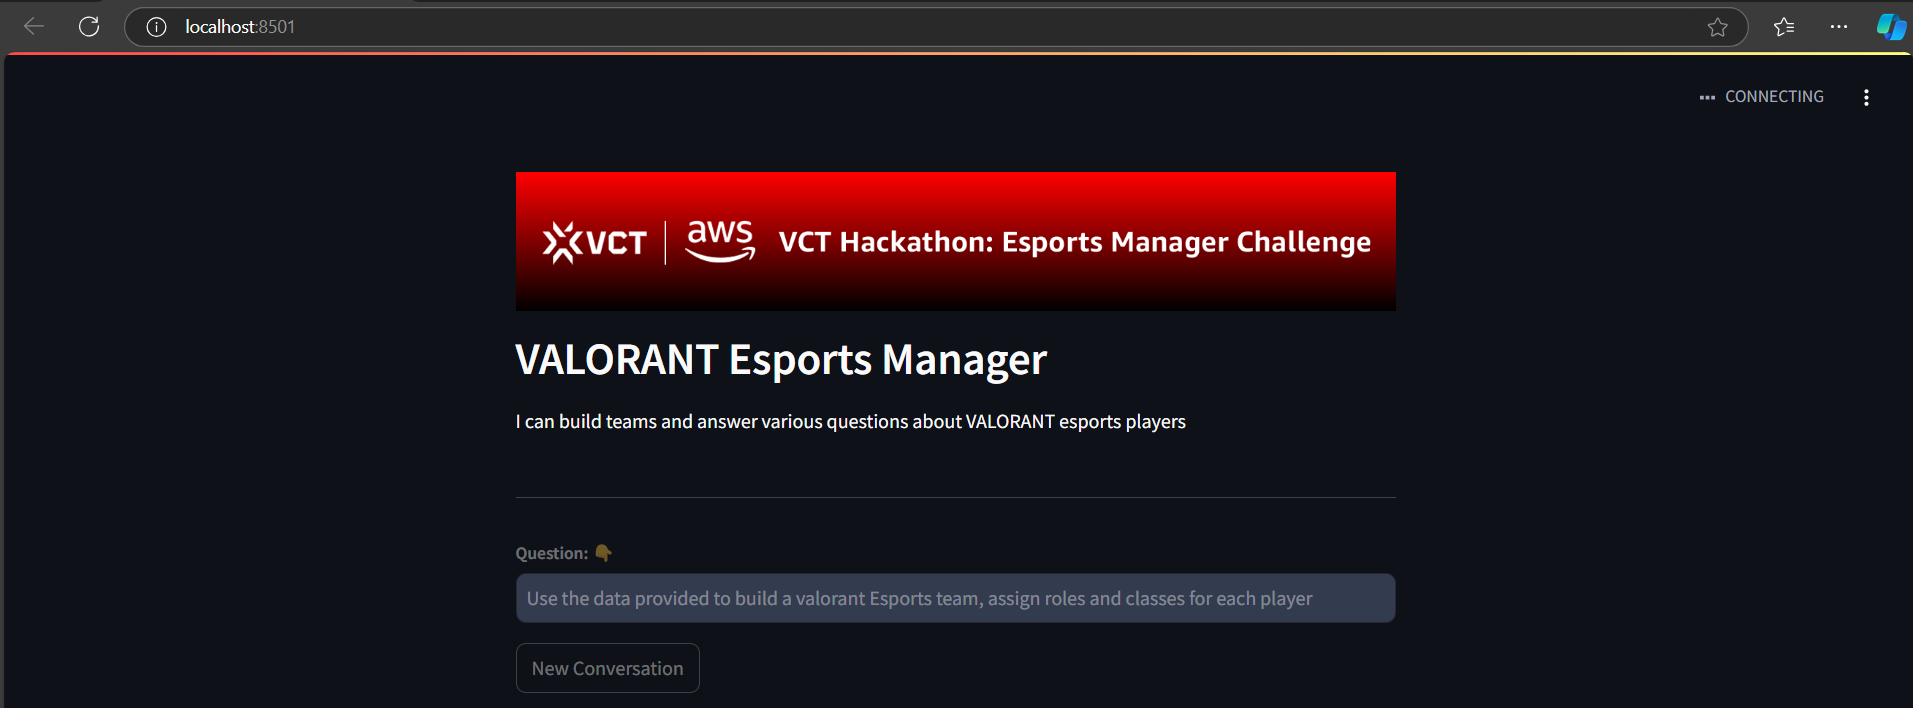 localhost:8501
CONNECTING
VCT aws VCT Hackathon: Esports Manager Challenge
VALORANT Esports Manager
I can build teams and answer various questions about VALORANT esports players
Question: 👇
Use the data provided to build a valorant Esports team, assign roles and classes for each player
New Conversation